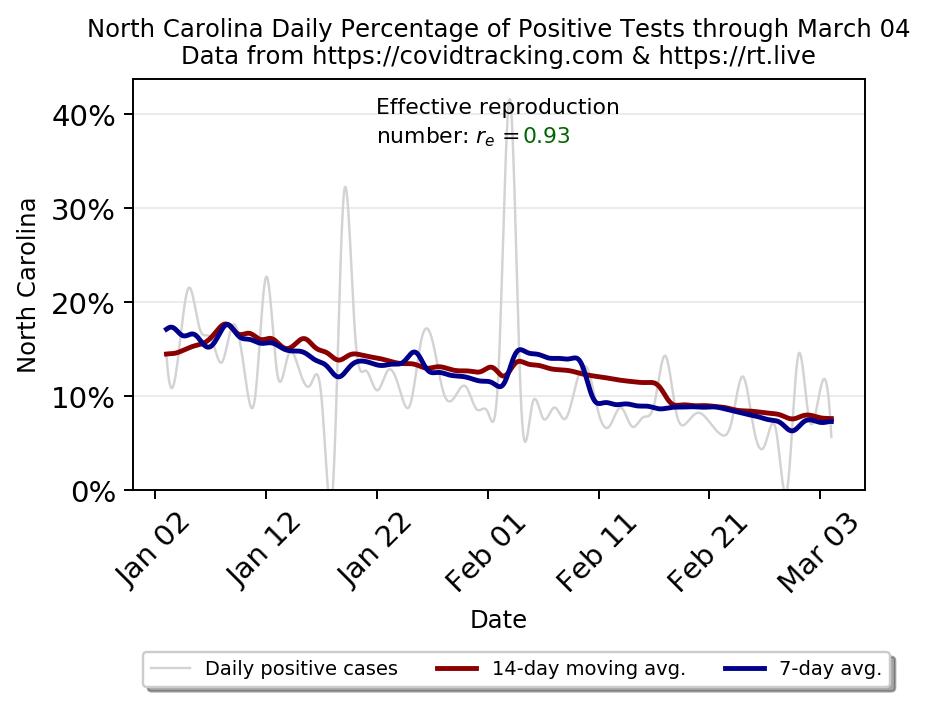 North Carolina Daily Percentage of Positive Tests through March 04
Data from https://covidtracking.com & https://rt.live
Effective reproduction
number: rₑ =0.93
North Carolina
40%
30%
20%
10%
0%
Jan 02
Jan 12
Jan 22
Feb 01
Feb 11
Feb 21
Mar 03
Date
Daily positive cases
14-day moving avg.
7-day avg.